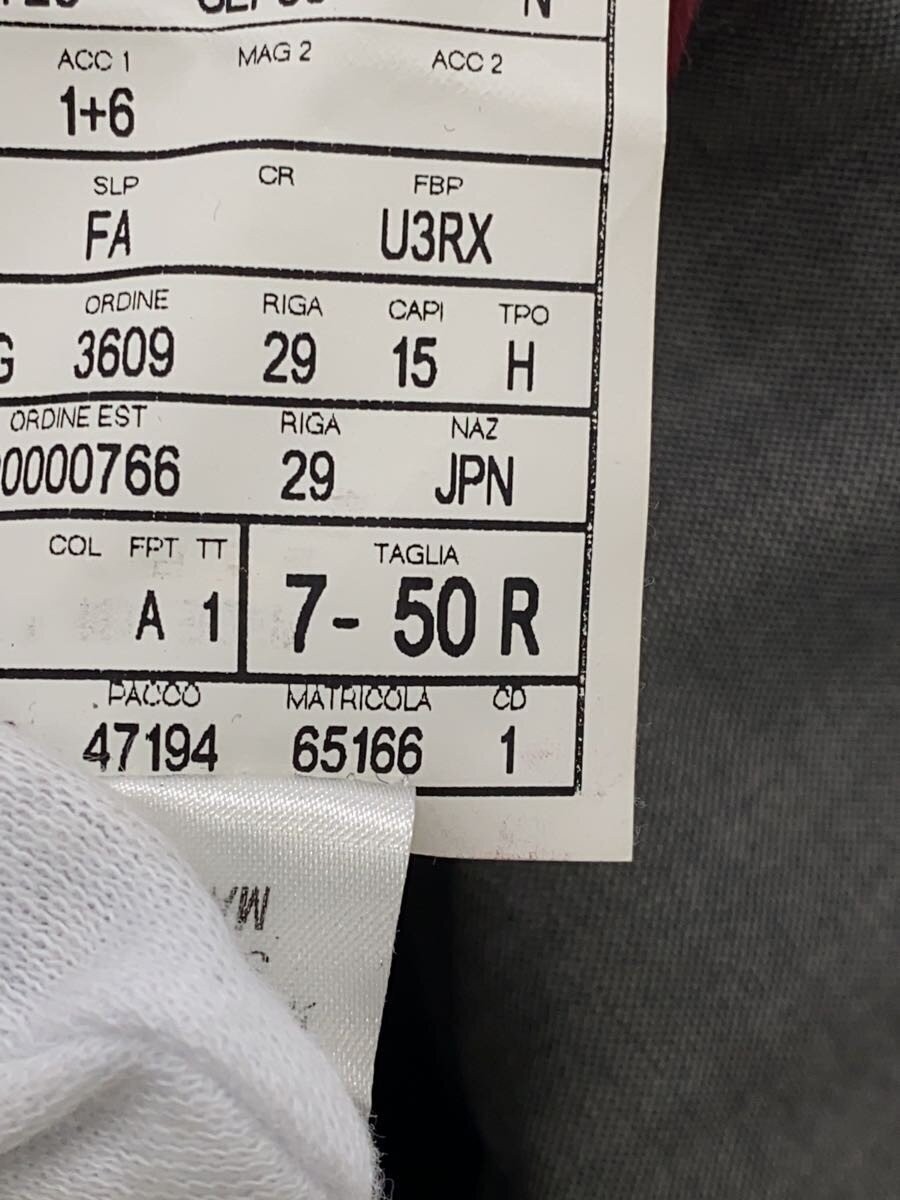 ACC 1 MAG 2 ACC 2
1+6
SLP CR FBP
FA U3RX
ORDINE RIGA CAPI TPO
G 3609 29 15 H
ORDINE EST RIGA NAZ
0000766 29 JPN
COL FPT TT TAGLIA
A 1 7- 50 R
PACCO MATRICOLA CD
47194 65166 1